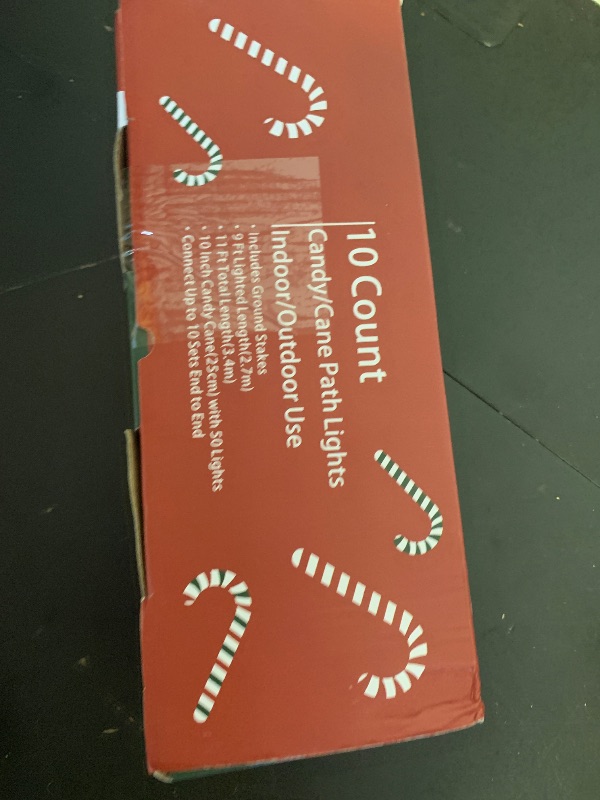 10 Count
Candy/Cane Path Lights
Indoor/Outdoor Use
• Includes Ground Stakes
• 9 Ft Lighted Length(2.7m)
• 11 Ft Total Length(3.4m)
• 10 Inch Candy Cane(25cm) with 50 Lights
• Connect Up to 10 Sets End to End